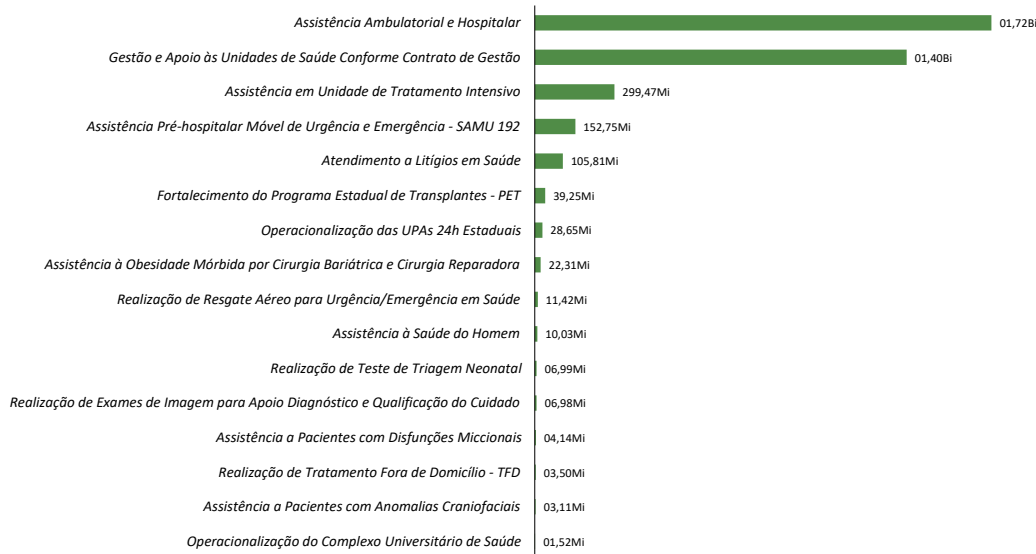 Assistência Ambulatorial e Hospitalar 01,72Bi
Gestão e Apoio às Unidades de Saúde Conforme Contrato de Gestão 01,40Bi
Assistência em Unidade de Tratamento Intensivo 299,47Mi
Assistência Pré-hospitalar Móvel de Urgência e Emergência - SAMU 192 152,75Mi
Atendimento a Litígios em Saúde 105,81Mi
Fortalecimento do Programa Estadual de Transplantes - PET 39,25Mi
Operacionalização das UPAs 24h Estaduais 28,65Mi
Assistência à Obesidade Mórbida por Cirurgia Bariátrica e Cirurgia Reparadora 22,31Mi
Realização de Resgate Aéreo para Urgência/Emergência em Saúde 11,42Mi
Assistência à Saúde do Homem 10,03Mi
Realização de Teste de Triagem Neonatal 06,99Mi
Realização de Exames de Imagem para Apoio Diagnóstico e Qualificação do Cuidado 06,98Mi
Assistência a Pacientes com Disfunções Miccionais 04,14Mi
Realização de Tratamento Fora de Domicílio - TFD 03,50Mi
Assistência a Pacientes com Anomalias Craniofaciais 03,11Mi
Operacionalização do Complexo Universitário de Saúde 01,52Mi